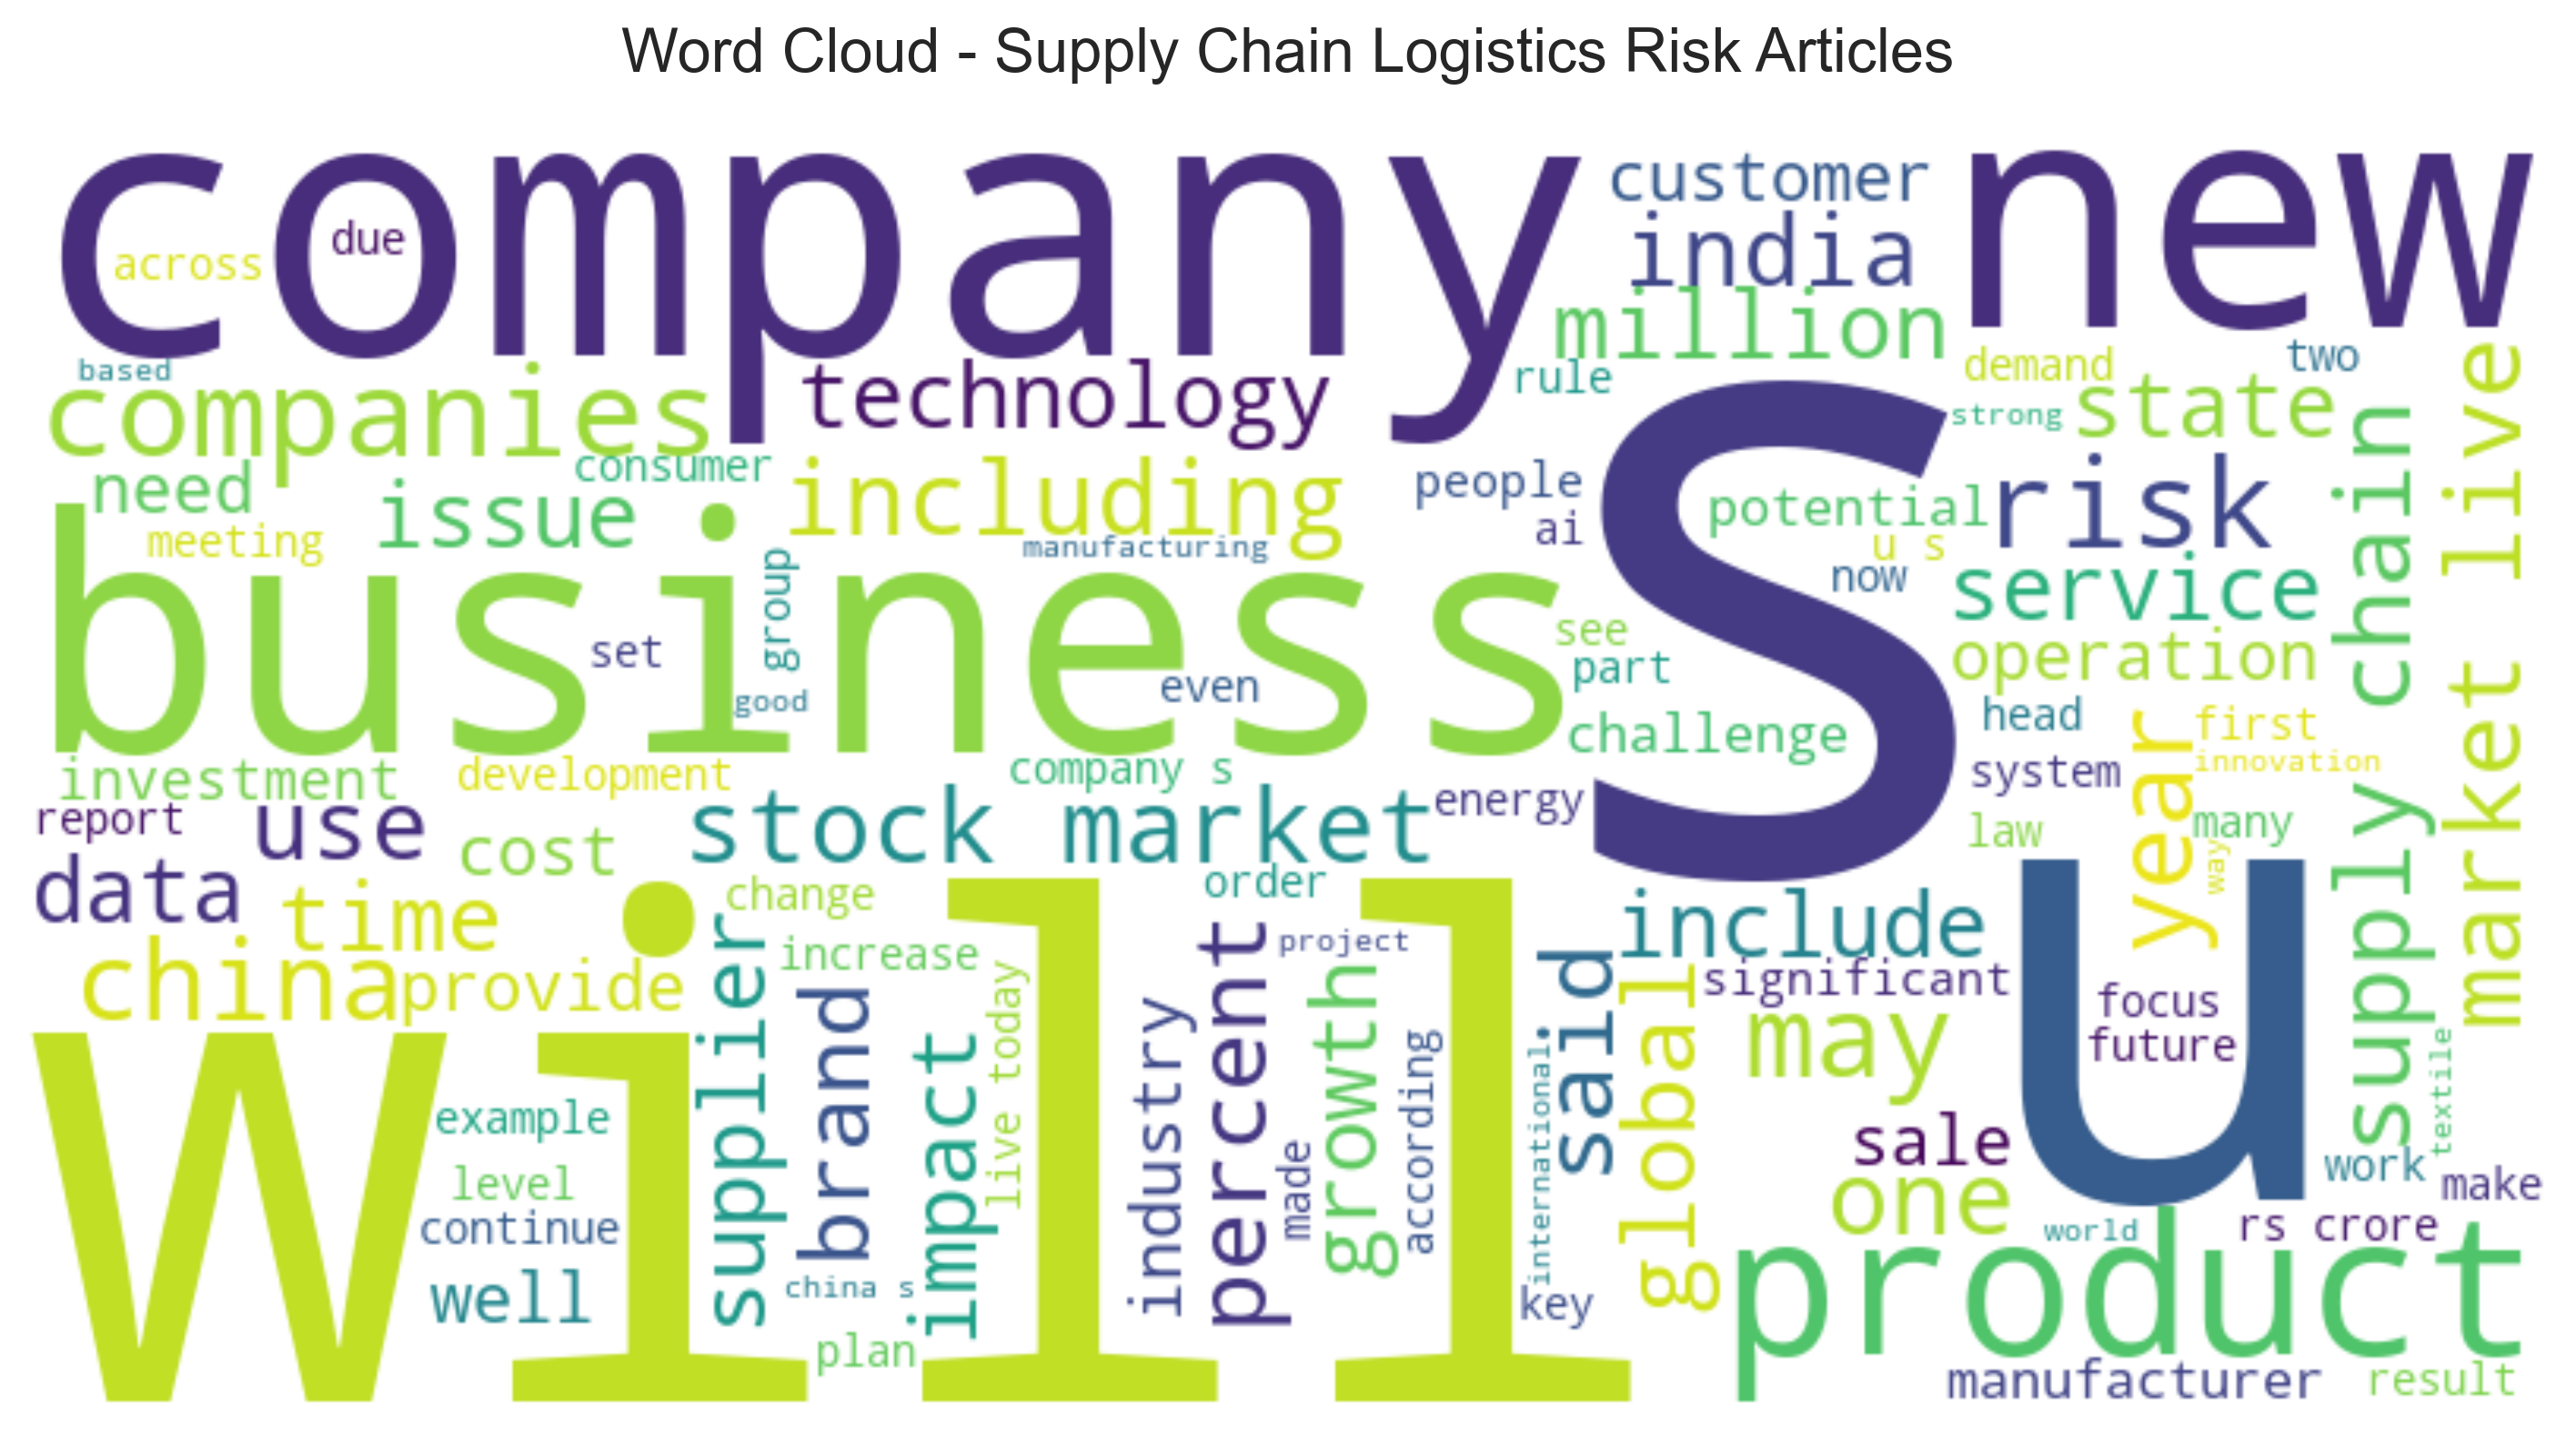 Word Cloud - Supply Chain Logistics Risk Articles
company
new
customer
india
million
due
across
based
companies
technology
rule
demand
two
strong
state
market live
supply chain
need
consumer
issue
including
people
ai
potential
u s
now
risk
service
operation
meeting
manufacturing
business
s
group
set
good
even
see
part
challenge
head
system
year
first
innovation
investment
development
company s
report
use
cost
stock market
energy
law
many
way
data
time
china
provide
change
order
increase
project
include
significant
will
supplier
brand
impact
live today
industry
percent
made
growth
according
international
said
global
may
u
focus
future
textile
example
level
continue
well
china s
plan
key
sale
one
work
make
world
rs crore
product
manufacturer
result